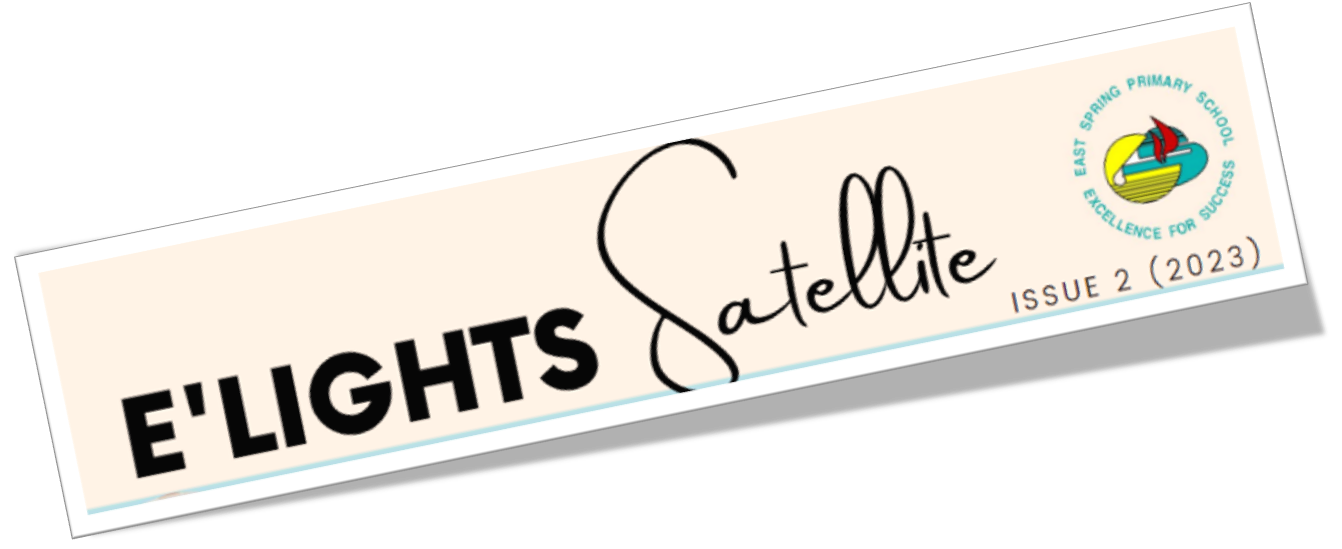 E'LIGHTS Satellite
EAST SPRING PRIMARY SCHOOL
EXCELLENCE FOR SUCCESS
ISSUE 2 (2023)